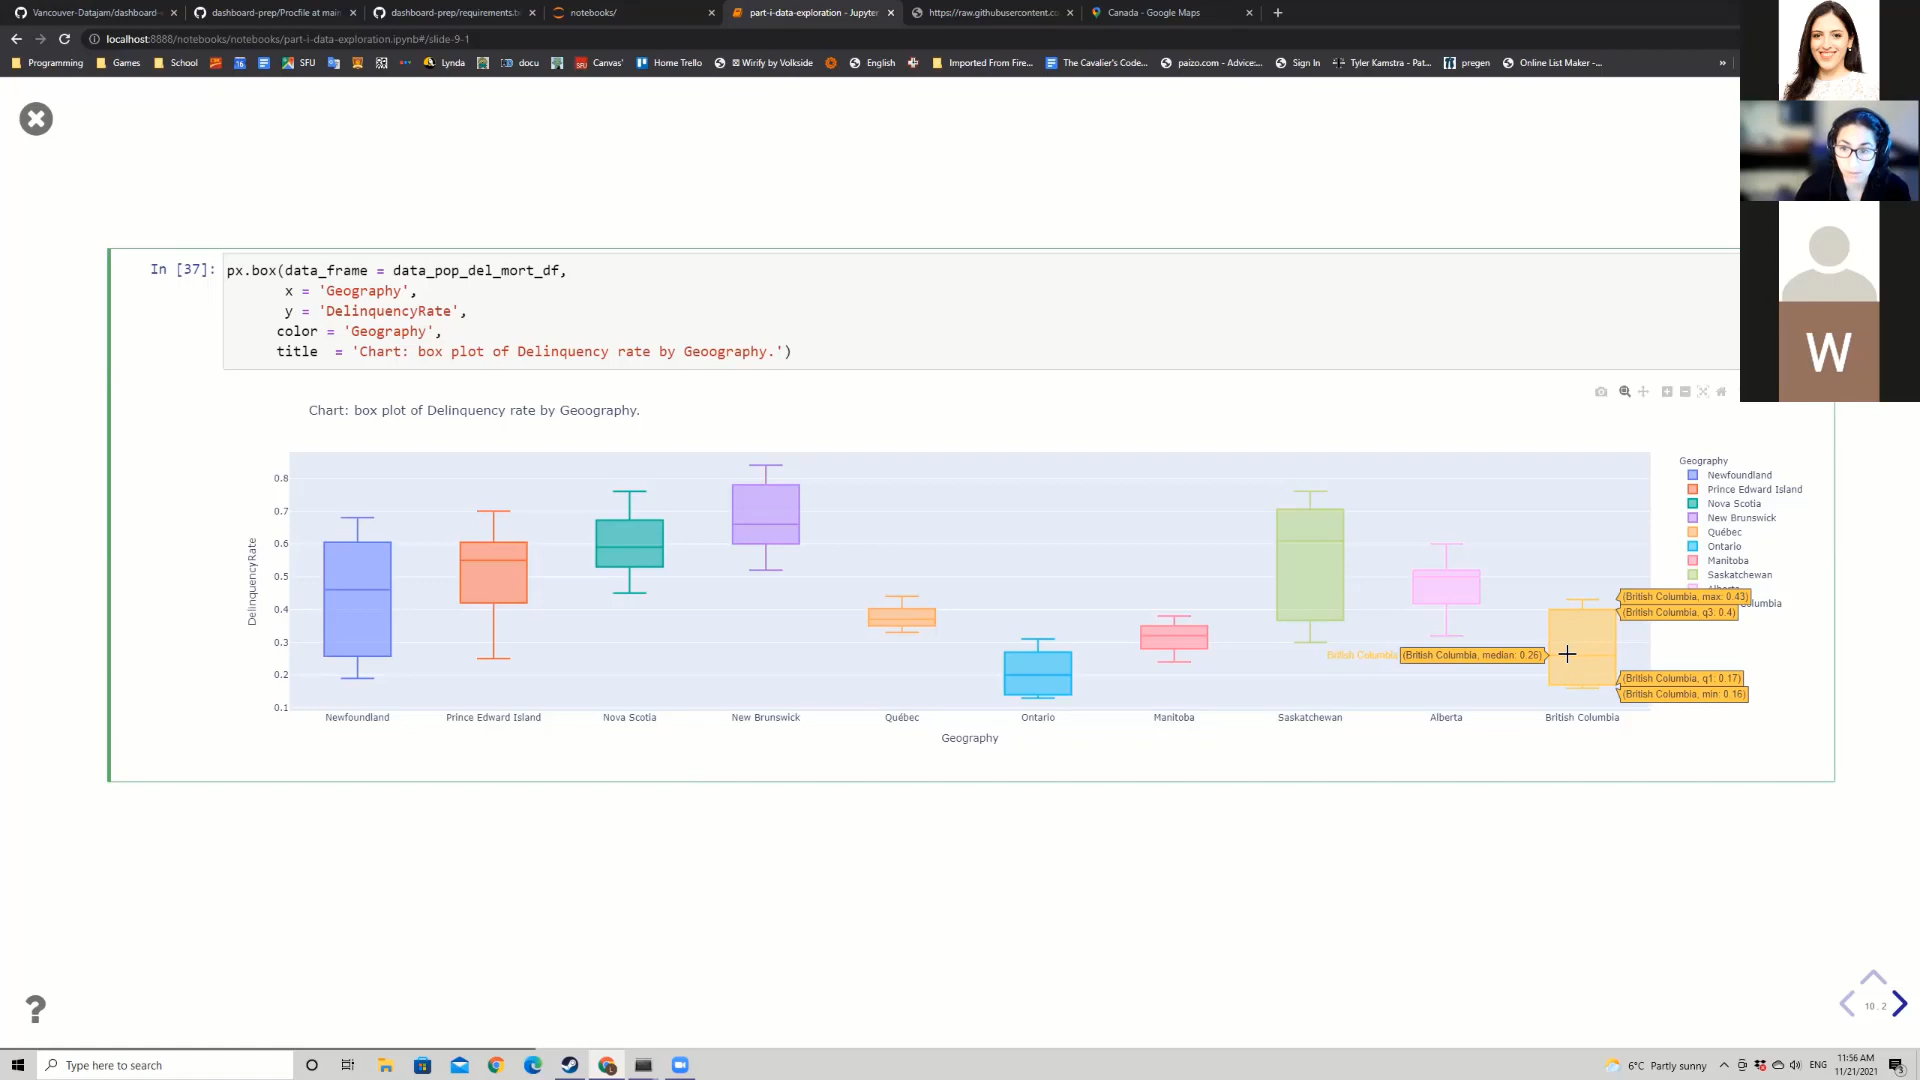 Vancouver-Datajam/dashboard-
dashboard-prep/Procfile at main
dashboard-prep/requirements.tx
notebooks/
part-i-data-exploration - Jupyter
https://raw.githubusercontent.co
Canada - Google Maps
localhost:8888/notebooks/notebooks/part-i-data-exploration.ipynb#/slide-9-1
Programming
Games
School
SFU
Lynda
docu
Canvas'
Home Trello
Wirify by Volkside
English
Imported From Fire...
The Cavalier's Code...
paizo.com - Advice:...
Sign In
Tyler Kamstra - Pat...
pregen
Online List Maker -...
»
W
In [37]:
px.box(data_frame = data_pop_del_mort_df,
x = 'Geography',
y = 'DelinquencyRate',
color = 'Geography',
title = 'Chart: box plot of Delinquency rate by Geoography.')
Chart: box plot of Delinquency rate by Geoography.
DelinquencyRate
0.8
0.7
0.6
0.5
0.4
0.3
0.2
0.1
Newfoundland
Prince Edward Island
Nova Scotia
New Brunswick
Québec
Ontario
Manitoba
Saskatchewan
Alberta
British Columbia
Geography
Geography
Newfoundland
Prince Edward Island
Nova Scotia
New Brunswick
Québec
Ontario
Manitoba
Saskatchewan
(British Columbia, max: 0.43)
olumbia
(British Columbia, q3: 0.4)
British Columbia
(British Columbia, median: 0.26)
(British Columbia, q1: 0.17)
(British Columbia, min: 0.16)
?
10.2
Type here to search
6°C Partly sunny
ENG
11:56 AM
11/21/2021
3